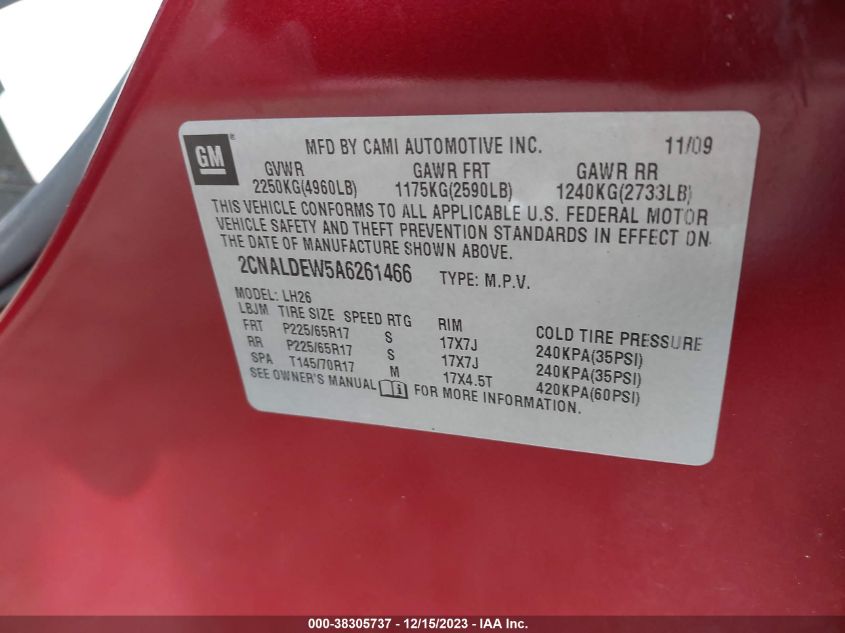 GM® MFD BY CAMI AUTOMOTIVE INC. 11/09
GVWR GAWR FRT GAWR RR
2250KG(4960LB) 1175KG(2590LB) 1240KG(2733LB)
THIS VEHICLE CONFORMS TO ALL APPLICABLE U.S. FEDERAL MOTOR
VEHICLE SAFETY AND THEFT PREVENTION STANDARDS IN EFFECT ON
THE DATE OF MANUFACTURE SHOWN ABOVE.
2CNALDEW5A6261466 TYPE: M.P.V.
MODEL: LH26
LBJM TIRE SIZE SPEED RTG RIM COLD TIRE PRESSURE
FRT P225/65R17 S 17X7J 240KPA(35PSI)
RR P225/65R17 S 17X7J 240KPA(35PSI)
SPA T145/70R17 M 17X4.5T 420KPA(60PSI)
SEE OWNER'S MANUAL i FOR MORE INFORMATION.
000-38305737 - 12/15/2023 - IAA Inc.